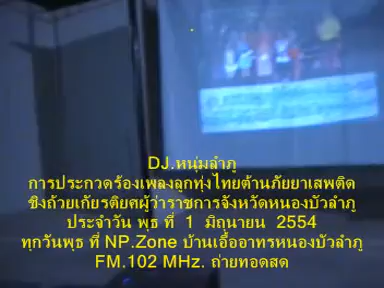 DJ.หนุ่มลำภู
การประกวดร้องเพลงลูกทุ่งไทยต้านภัยยาเสพติด
ชิงถ้วยเกียรติยศผู้ว่าราชการจังหวัดหนองบัวลำภู
ประจำวัน พุธ ที่ 1 มิถุนายน 2554
ทุกวันพุธ ที่ NP.Zone บ้านเอื้ออาทรหนองบัวลำภู
FM.102 MHz. ถ่ายทอดสด